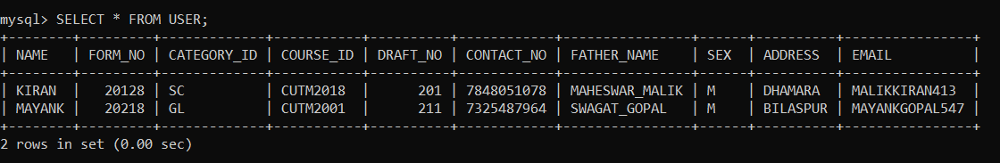 mysql> SELECT * FROM USER;
+--------+---------+-------------+-----------+----------+------------+----------------+------+----------+----------------+
| NAME   | FORM_NO | CATEGORY_ID | COURSE_ID | DRAFT_NO | CONTACT_NO | FATHER_NAME    | SEX  | ADDRESS  | EMAIL          |
+--------+---------+-------------+-----------+----------+------------+----------------+------+----------+----------------+
| KIRAN  |   20128 | SC          | CUTM2018  |      201 | 7848051078 | MAHESWAR_MALIK | M    | DHAMARA  | MALIKKIRAN413  |
| MAYANK |   20218 | GL          | CUTM2001  |      211 | 7325487964 | SWAGAT_GOPAL   | M    | BILASPUR | MAYANKGOPAL547 |
+--------+---------+-------------+-----------+----------+------------+----------------+------+----------+----------------+
2 rows in set (0.00 sec)